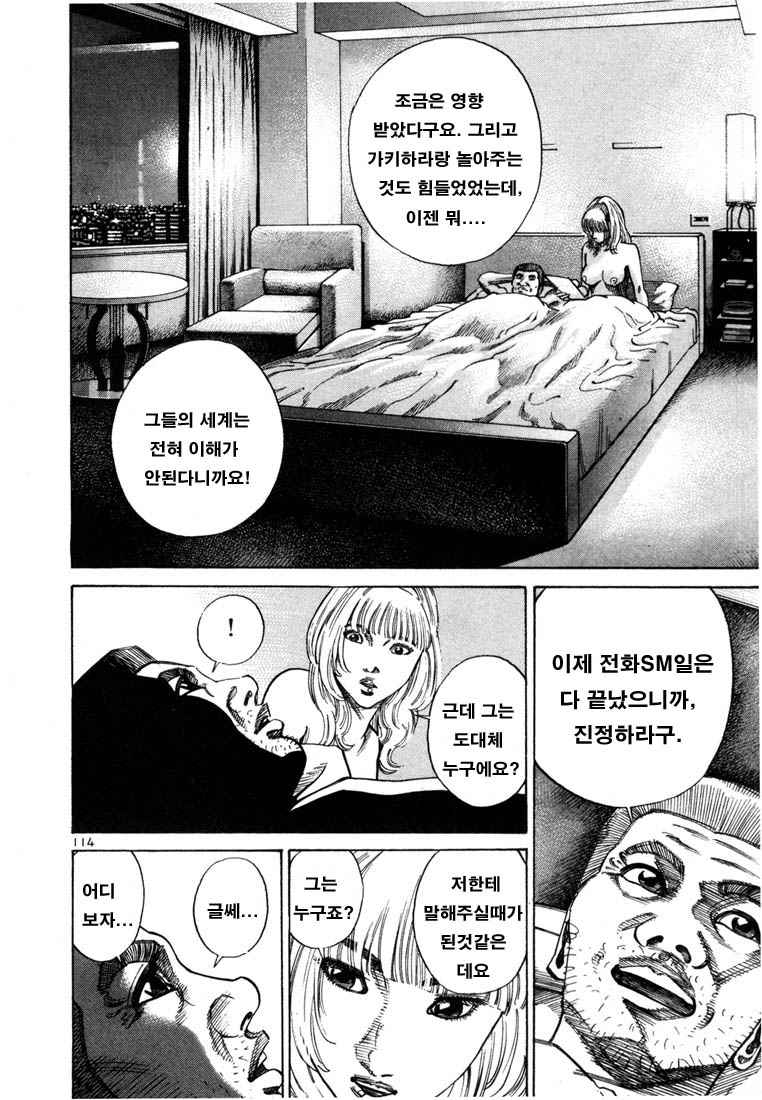 조금은 영향
받았다구요. 그리고
가키하라랑 놀아주는
것도 힘들었었는데,
이젠 뭐....
그들의 세계는
전혀 이해가
안된다니까요!
!
근데 그는
도대체
누구에요?
이제 전화SM일은
다 끝났으니까,
진정하라구.
114
어디
보자...
글쎄...
그는
누구죠?
저한테
말해주실때가
된것같은
데요